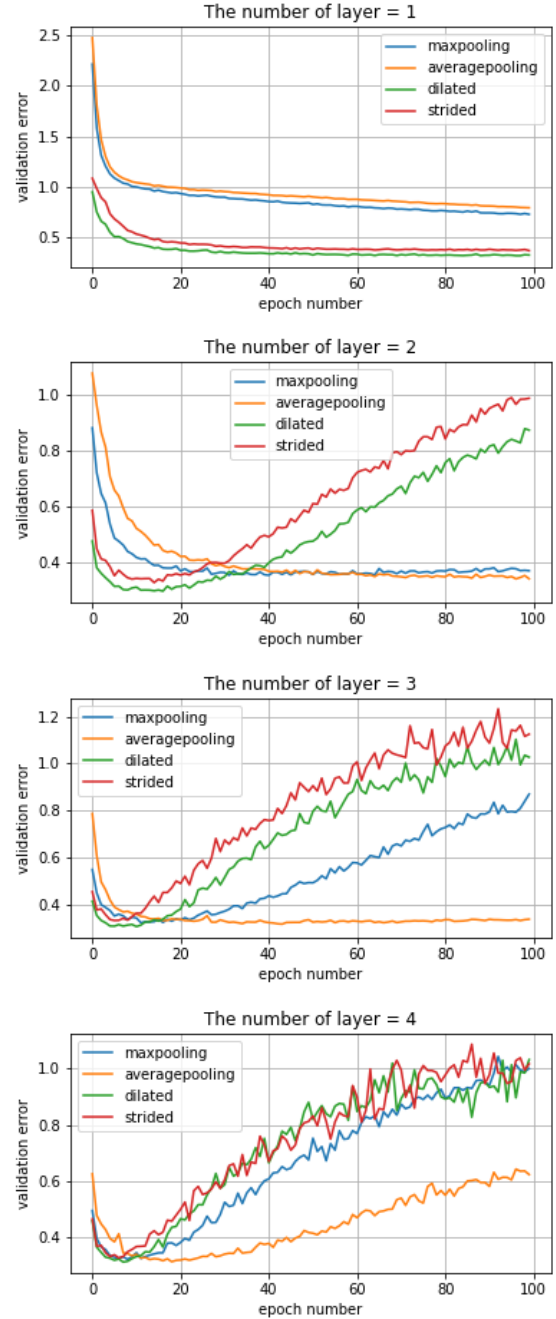 The number of layer = 1
2.5
2.0
1.5
1.0
0.5
validation error
maxpooling
averagepooling
dilated
strided
0 20 40 60 80 100
epoch number
The number of layer = 2
1.0
0.8
0.6
0.4
validation error
maxpooling
averagepooling
dilated
strided
0 20 40 60 80 100
epoch number
The number of layer = 3
1.2
1.0
0.8
0.6
0.4
validation error
maxpooling
averagepooling
dilated
strided
0 20 40 60 80 100
epoch number
The number of layer = 4
1.0
0.8
0.6
0.4
validation error
maxpooling
averagepooling
dilated
strided
0 20 40 60 80 100
epoch number